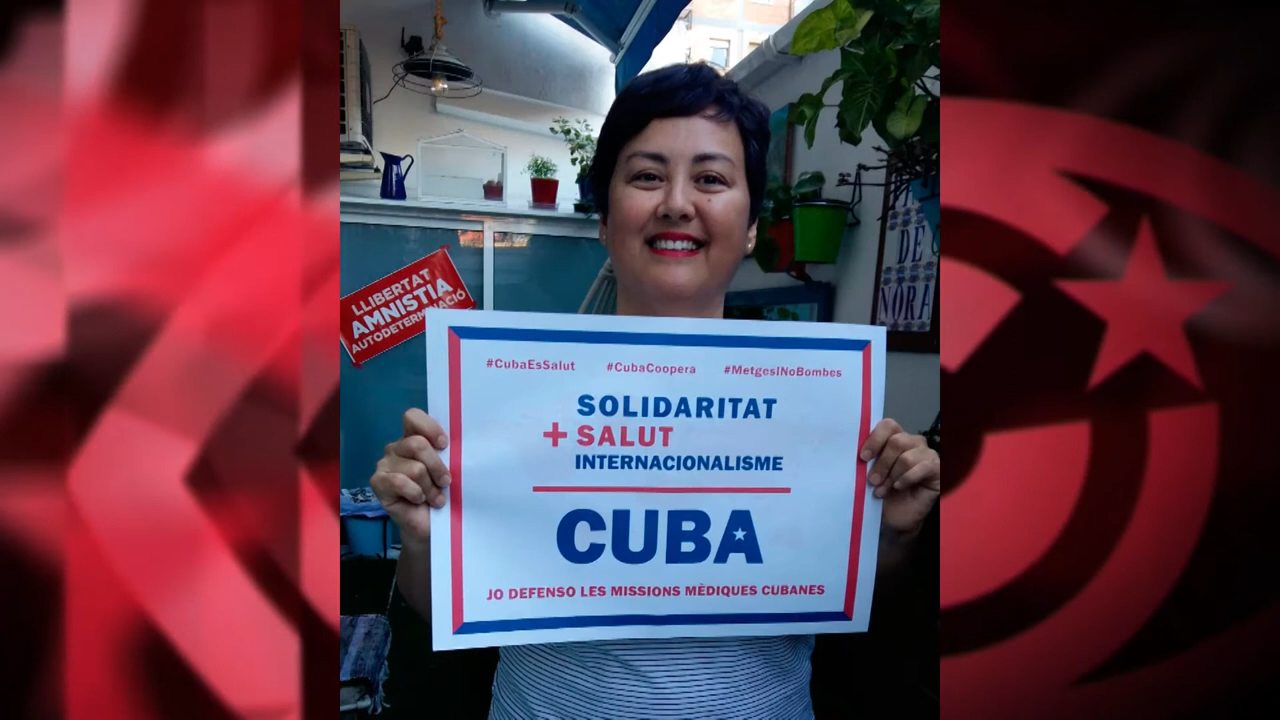 LLIBERTAT
AMNISTIA
AUTODETERMINACIÓ
DE
NORA
#CubaEsSalut #CubaCoopera #MetgesINoBombes
SOLIDARITAT
+ SALUT
INTERNACIONALISME
CUBA
JO DEFENSO LES MISSIONS MÈDIQUES CUBANES